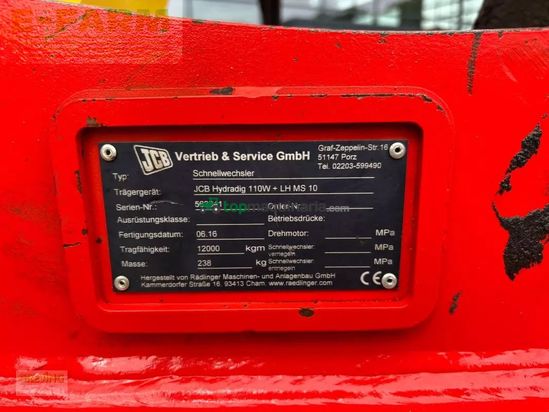 JCB Vertrieb & Service GmbH
Graf-Zeppelin-Str. 16
51147 Porz
Tel. 02203-599490
Typ: Schnellwechsler
Trägergerät: JCB Hydradig 110W + LH MS 10
Serien-Nr.:
topmaquinaria.com
Ausrüstungsklasse: Betriebsdrücke:
Fertigungsdatum: 06.16 Drehmotor: MPa
Tragfähigkeit: 12000 kgm Schnellwechsler: verriegeln MPa
Masse: 238 kg Schnellwechsler: entriegeln MPa
Hergestellt von Rädlinger Maschinen- und Anlagenbau GmbH
Kammerdorfer Straße 16, 93413 Cham, www.raedlinger.com
CE